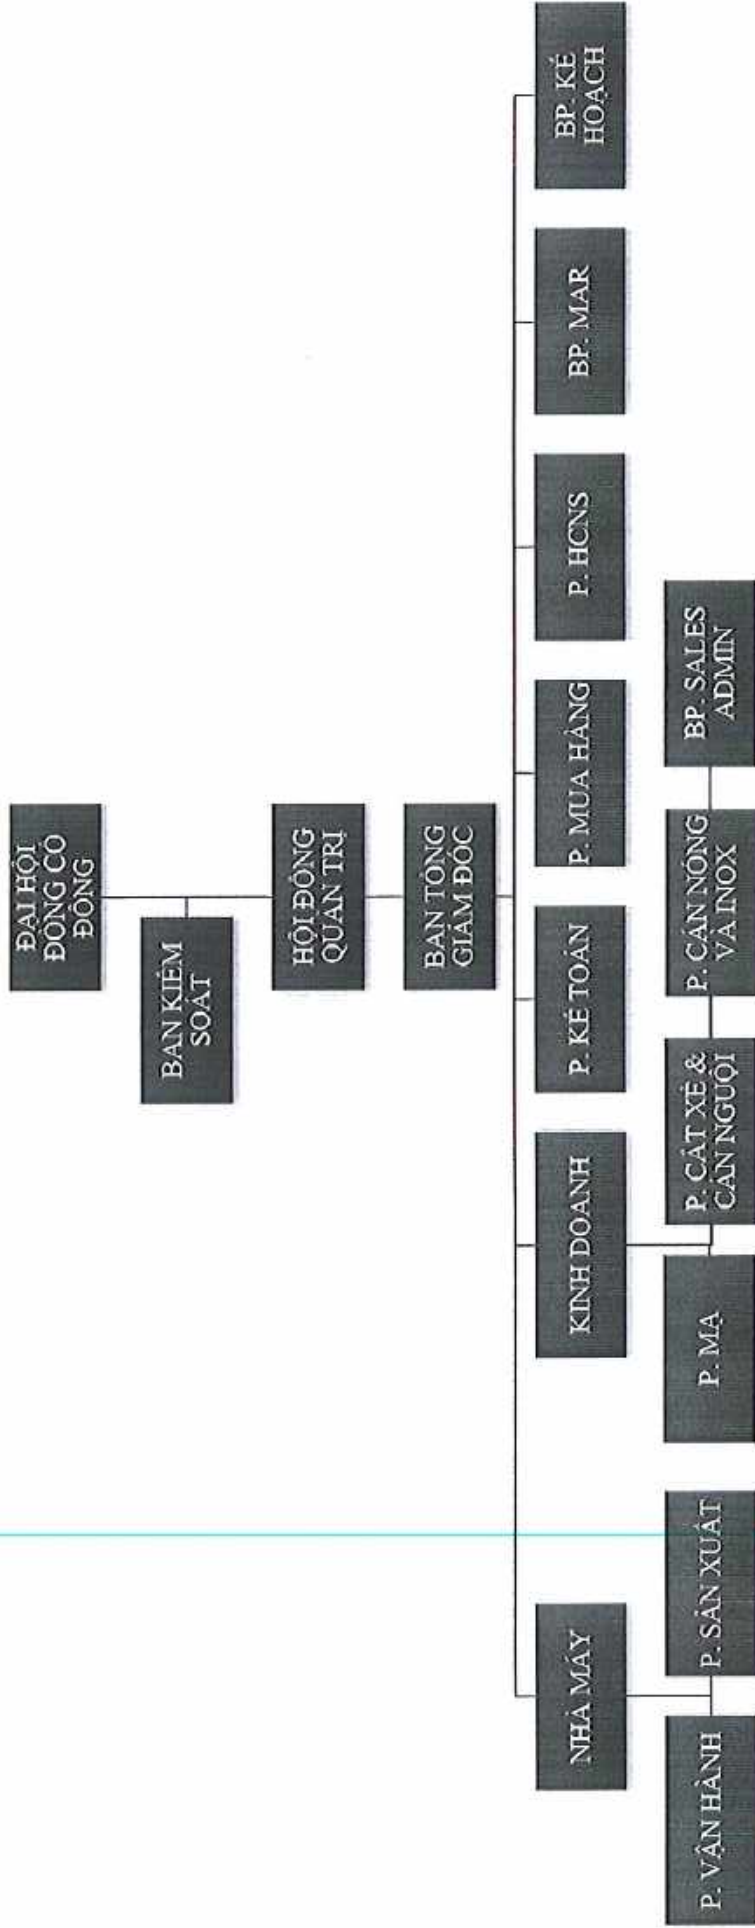 ĐẠI HỘI
ĐỒNG CỔ
ĐÔNG
BAN KIỂM
SOÁT
HỘI ĐỒNG
QUẢN TRỊ
BAN TỔNG
GIÁM ĐỐC
NHÀ MÁY
KINH DOANH
P. KẾ TOÁN
P. MUA HÀNG
P. HCNS
BP. MAR
BP. KẾ
HOẠCH
P. VẬN HÀNH
P. SẢN XUẤT
P. MẠ
P. CẮT XẺ &
CÁN NGUỘI
P. CÁN NÓNG
VÀ INOX
BP. SALES
ADMIN